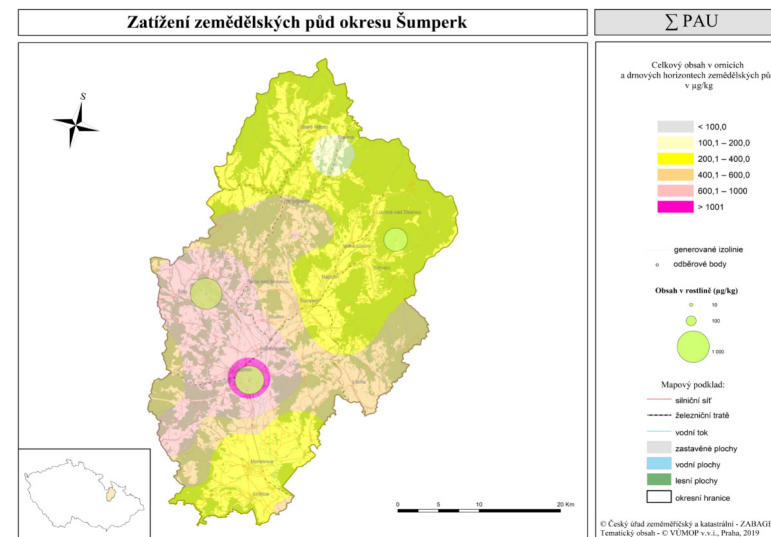 Zatížení zemědělských půd okresu Šumperk
∑ PAU
S
Celkový obsah v ornicích
a drnových horizontech zemědělských pů
v µg/kg
< 100,0
100,1 – 200,0
200,1 – 400,0
400,1 – 600,0
600,1 – 1000
> 1001
generované izolinie
odběrové body
Obsah v rostlině (µg/kg)
10
100
1 000
Mapový podklad:
silniční síť
železniční tratě
vodní tok
zastavěné plochy
vodní plochy
lesní plochy
okresní hranice
0 5 10 20 Km
© Český úřad zeměměřický a katastrální - ZABAGE
Tematický obsah - © VÚMOP v.v.i., Praha, 2019